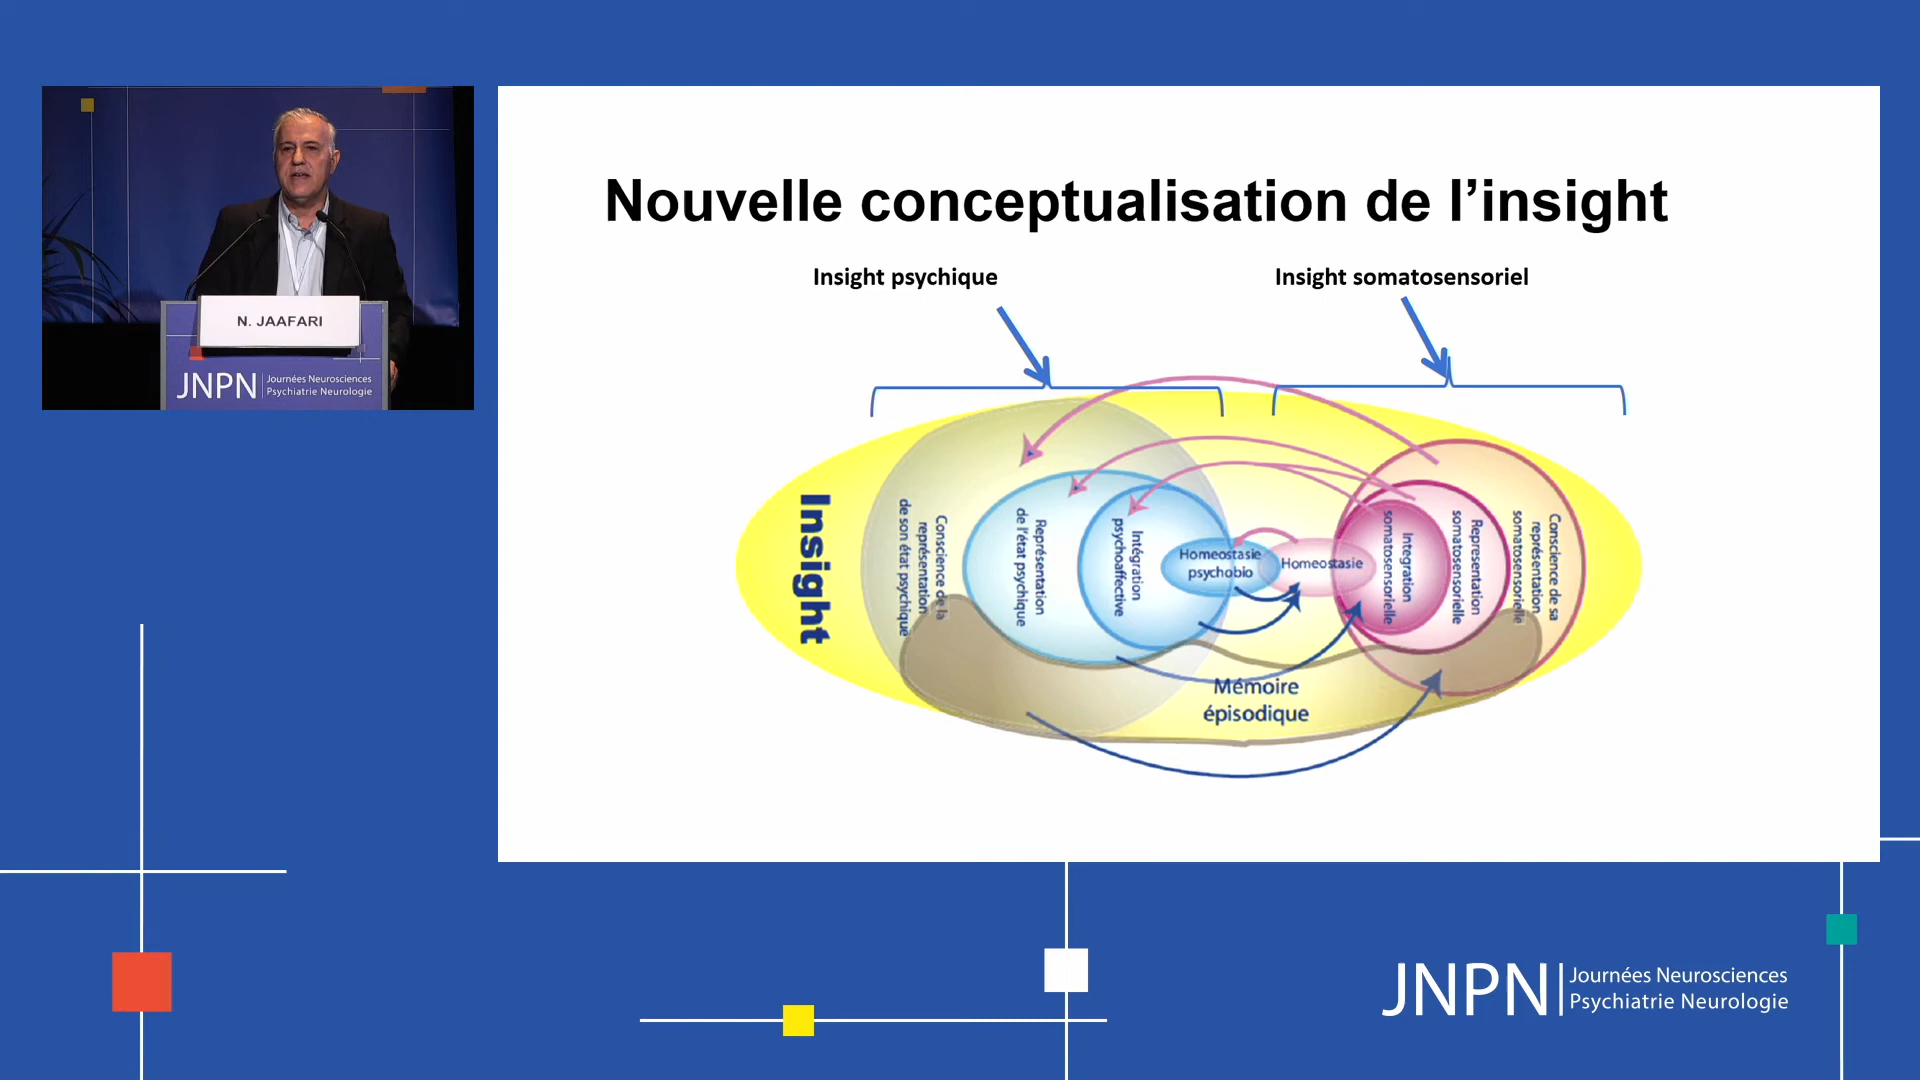 N. JAAFARI
JNPN
Journées Neurosciences
Psychiatrie Neurologie
Nouvelle conceptualisation de l’insight
Insight psychique
Insight somatosensoriel
Insight
Conscience de la
représentation
de son état psychique
Représentation
de l'état psychique
Intégration
psychoaffective
Homeostasie
psychobio
Homeostasie
Integration
somatosensorielle
Representation
somatosensorielle
Conscience de sa
représentation
somatosensorielle
Mémoire
épisodique
JNPN
Journées Neurosciences
Psychiatrie Neurologie